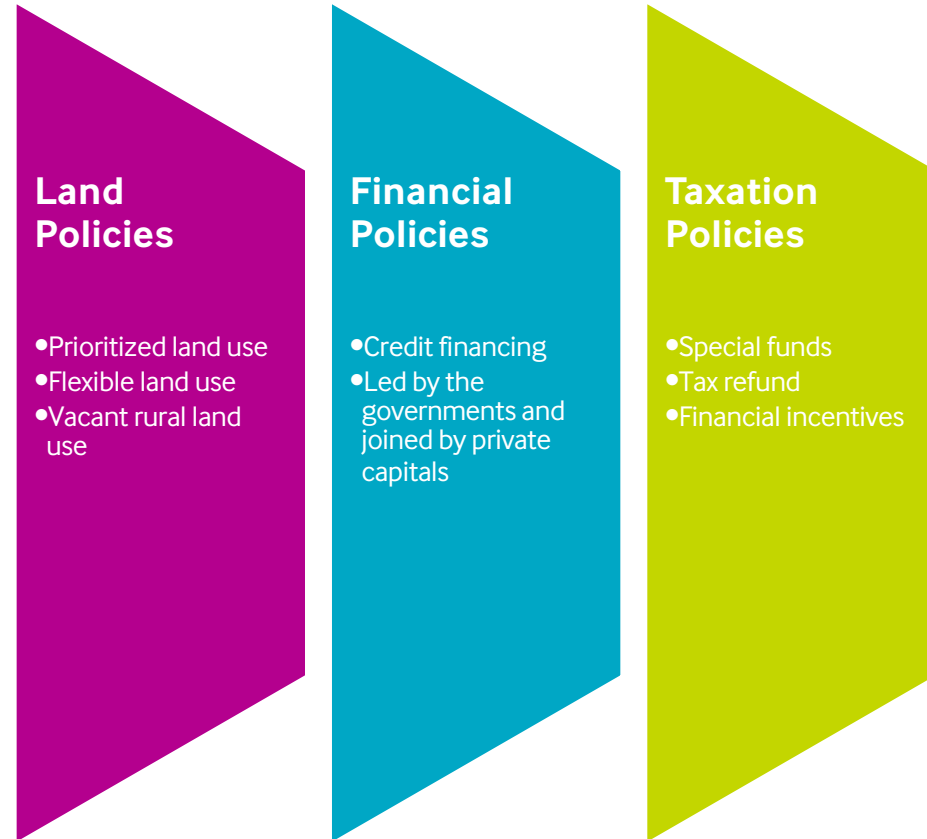 Land
Policies
•Prioritized land use
•Flexible land use
•Vacant rural land
use
Financial
Policies
•Credit financing
•Led by the
governments and
joined by private
capitals
Taxation
Policies
•Special funds
•Tax refund
•Financial incentives